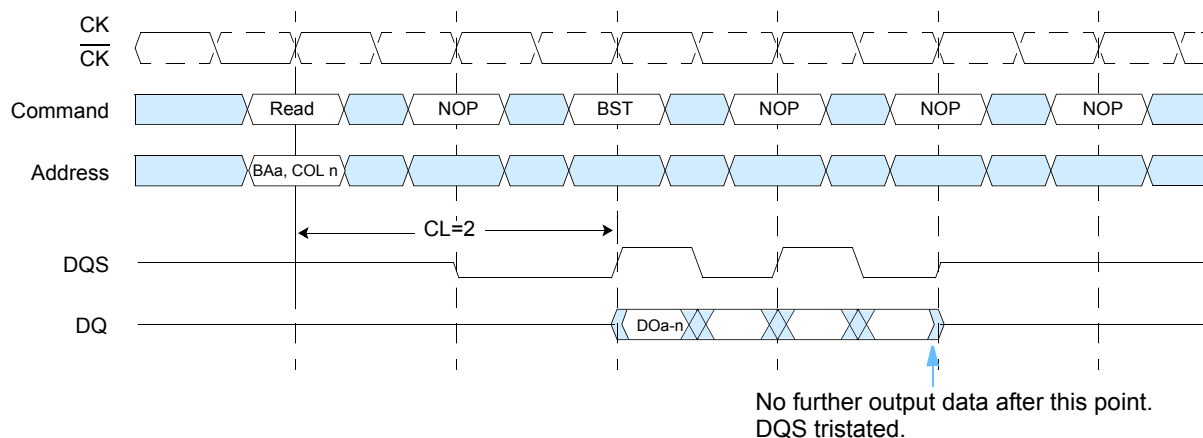 CK
CK
Command
Read
NOP
BST
NOP
NOP
NOP
Address
BAa, COL n
CL=2
DQS
DQ
DOa-n
No further output data after this point.
DQS tristated.